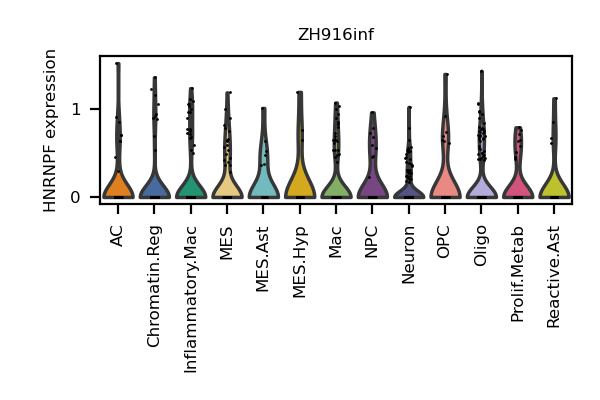 ZH916inf
HNRNPF expression
1
0
AC
Chromatin.Reg
Inflammatory.Mac
MES
MES.Ast
MES.Hyp
Mac
NPC
Neuron
OPC
Oligo
Prolif.Metab
Reactive.Ast